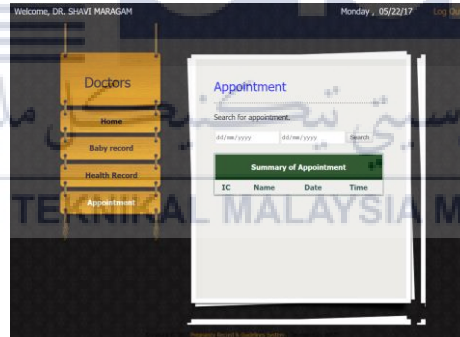 Welcome, DR. SHAVI MARAGAM
Monday , 05/22/17
Log Out
Doctors
Home
Baby record
Health Record
Appointment
Appointment
Search for appointment.
dd/mm/yyyy dd/mm/yyyy Search
Summary of Appointment
IC Name Date Time
TEKNIKAL MALAYSIA M